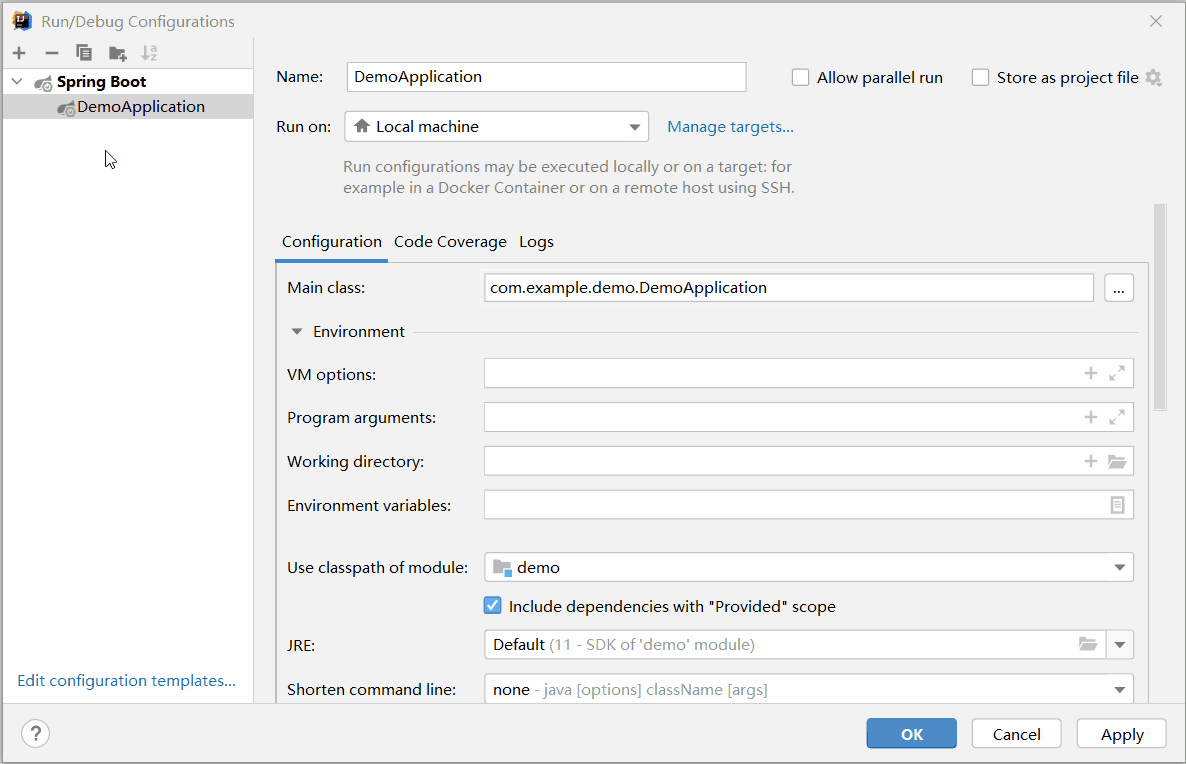 Run/Debug Configurations
Spring Boot
DemoApplication
Edit configuration templates...
Name: DemoApplication Allow parallel run Store as project file
Run on: Local machine Manage targets...
Run configurations may be executed locally or on a target: for
example in a Docker Container or on a remote host using SSH.
Configuration Code Coverage Logs
Main class: com.example.demo.DemoApplication ...
Environment
VM options:
Program arguments:
Working directory:
Environment variables:
Use classpath of module: demo
Include dependencies with "Provided" scope
JRE: Default (11 - SDK of 'demo' module)
Shorten command line: none - java [options] className [args]
? OK Cancel Apply